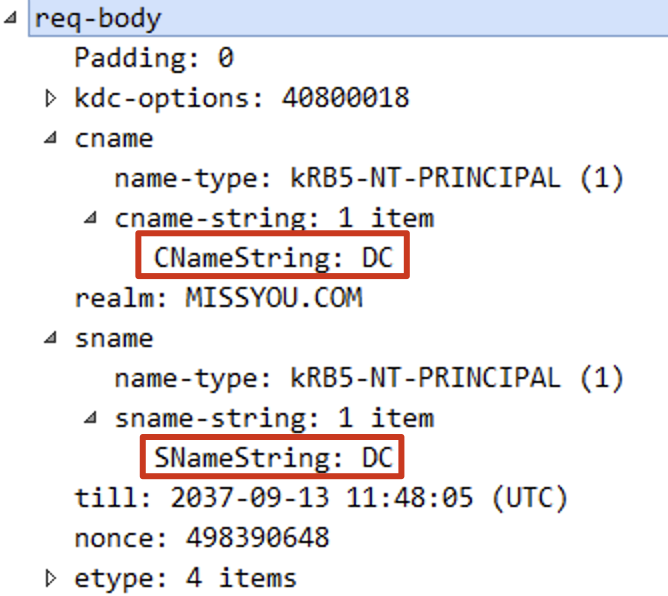 req-body
Padding: 0
kdc-options: 40800018
cname
name-type: kRB5-NT-PRINCIPAL (1)
cname-string: 1 item
CNameString: DC
realm: MISSYOU.COM
sname
name-type: kRB5-NT-PRINCIPAL (1)
sname-string: 1 item
SNameString: DC
till: 2037-09-13 11:48:05 (UTC)
nonce: 498390648
etype: 4 items